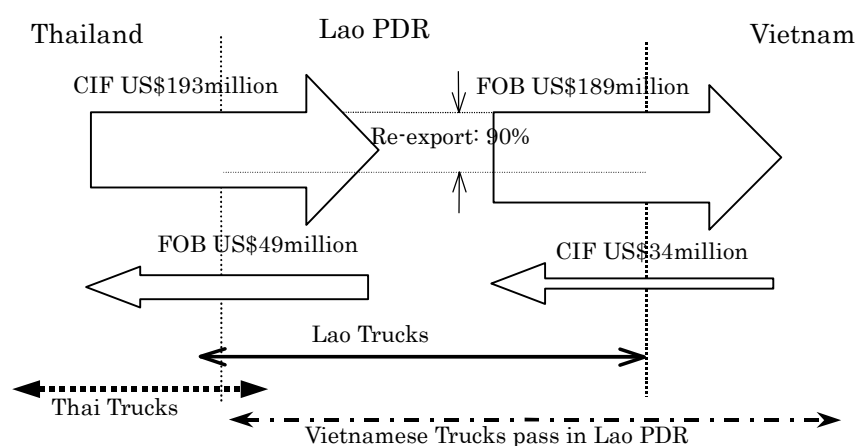 Thailand
Lao PDR
Vietnam
CIF US$193million
FOB US$189million
Re-export: 90%
FOB US$49million
CIF US$34million
Lao Trucks
Thai Trucks
Vietnamese Trucks pass in Lao PDR